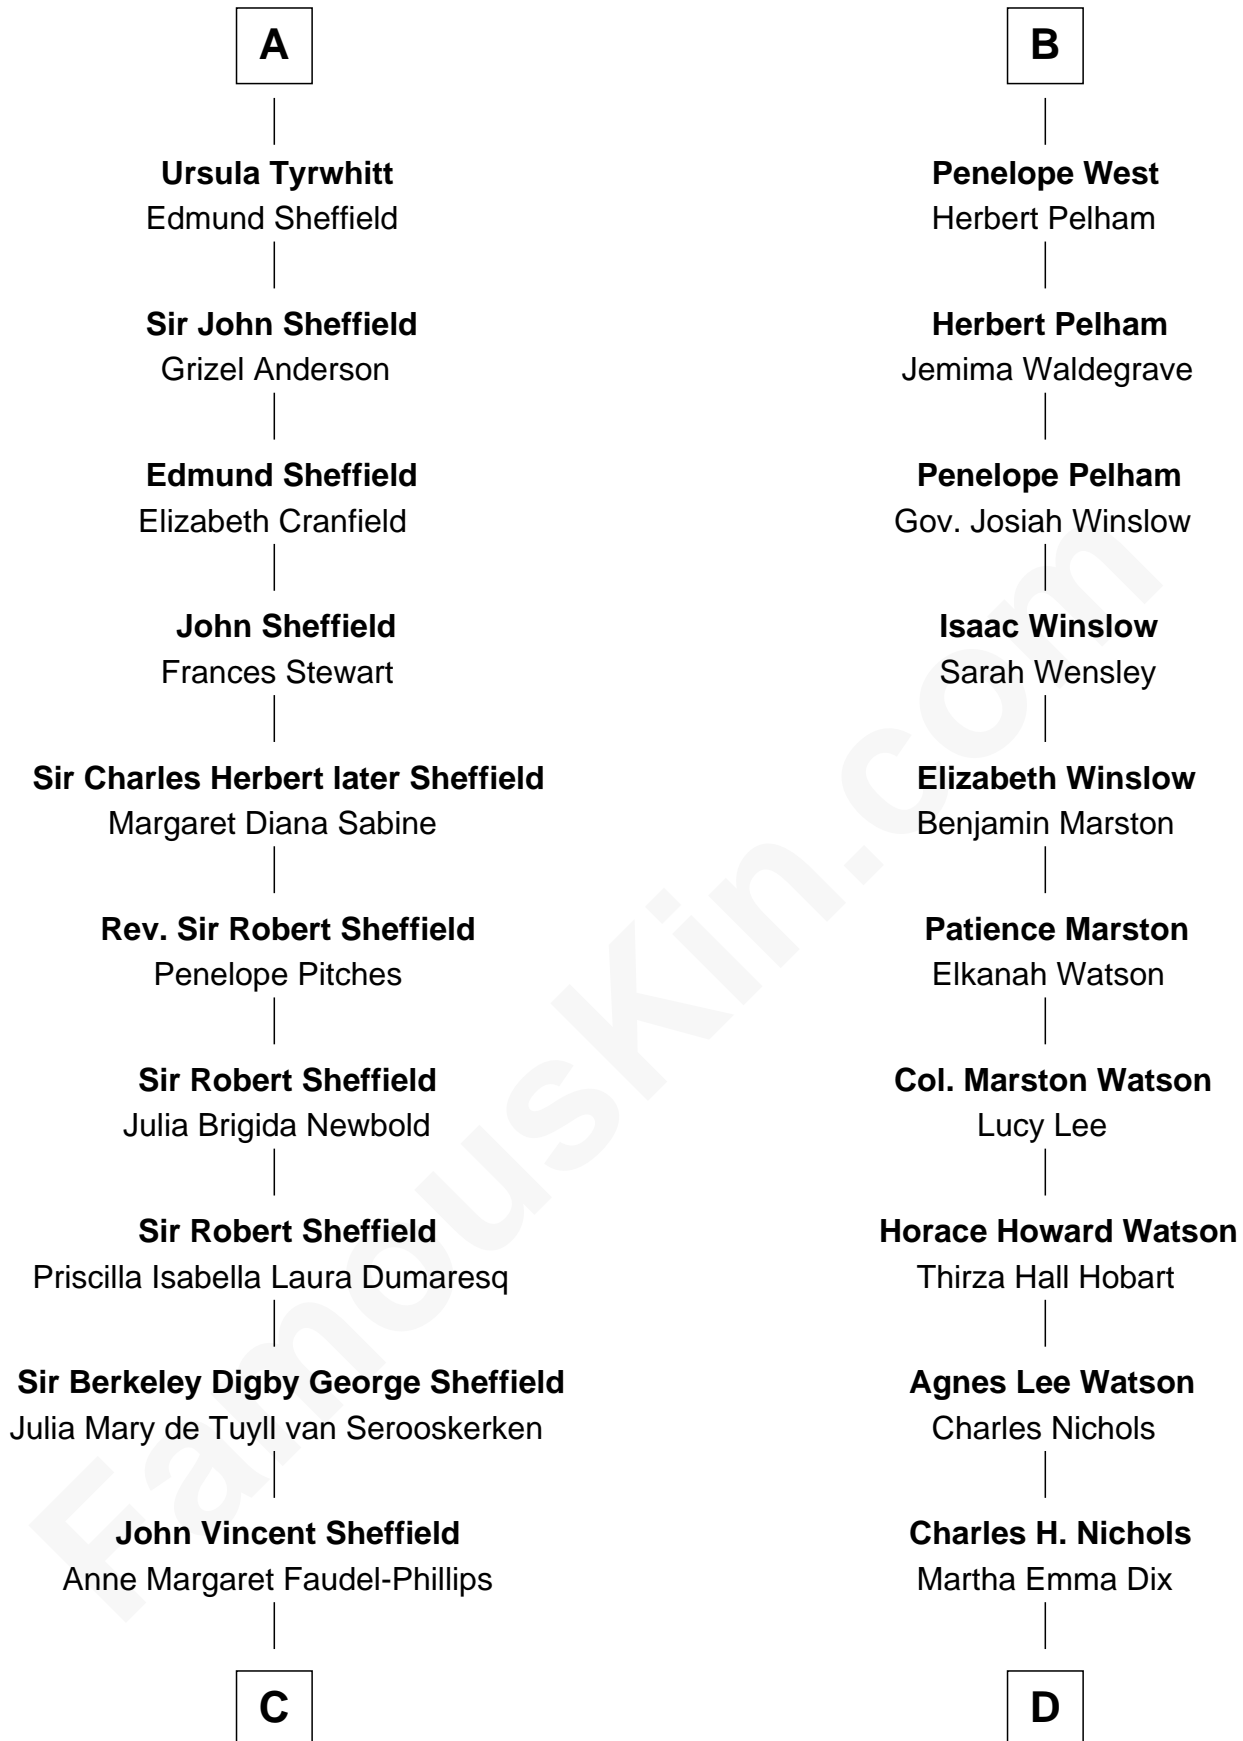 A
Ursula Tyrwhitt
Edmund Sheffield
Sir John Sheffield
Grizel Anderson
Edmund Sheffield
Elizabeth Cranfield
John Sheffield
Frances Stewart
Sir Charles Herbert later Sheffield
Margaret Diana Sabine
Rev. Sir Robert Sheffield
Penelope Pitches
Sir Robert Sheffield
Julia Brigida Newbold
Sir Robert Sheffield
Priscilla Isabella Laura Dumaresq
Sir Berkeley Digby George Sheffield
Julia Mary de Tuyll van Serooskerken
John Vincent Sheffield
Anne Margaret Faudel-Phillips
C
B
Penelope West
Herbert Pelham
Herbert Pelham
Jemima Waldegrave
Penelope Pelham
Gov. Josiah Winslow
Isaac Winslow
Sarah Wensley
Elizabeth Winslow
Benjamin Marston
Patience Marston
Elkanah Watson
Col. Marston Watson
Lucy Lee
Horace Howard Watson
Thirza Hall Hobart
Agnes Lee Watson
Charles Nichols
Charles H. Nichols
Martha Emma Dix
D
FamousKin.com